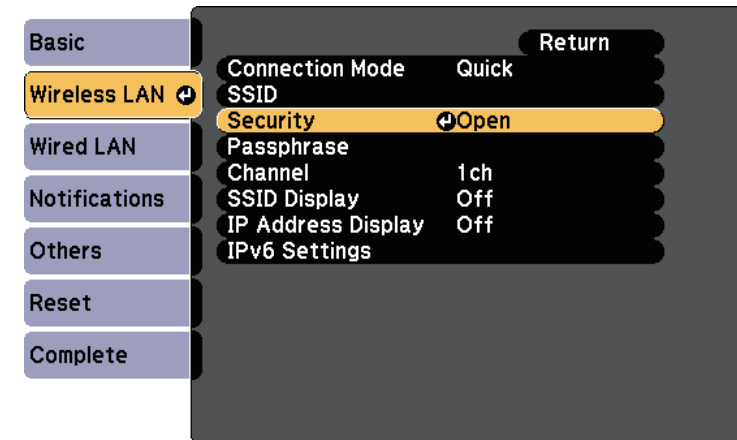 Basic
Wireless LAN
Wired LAN
Notifications
Others
Reset
Complete
Return
Connection Mode Quick
SSID
Security Open
Passphrase
Channel 1ch
SSID Display Off
IP Address Display Off
IPv6 Settings